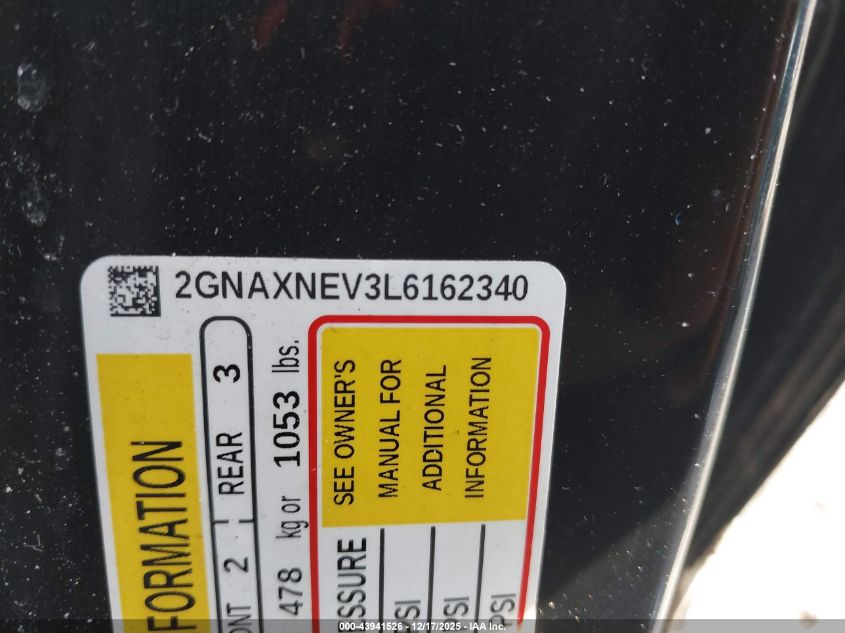 2GNAXNEV3L6162340
FORMATION
ONT 2 REAR 3
478 kg or 1053 lbs.
SSURE
SEE OWNER'S
MANUAL FOR
ADDITIONAL
INFORMATION
SI
SI
PSI
000-43941526 - 12/17/2025 - IAA Inc.